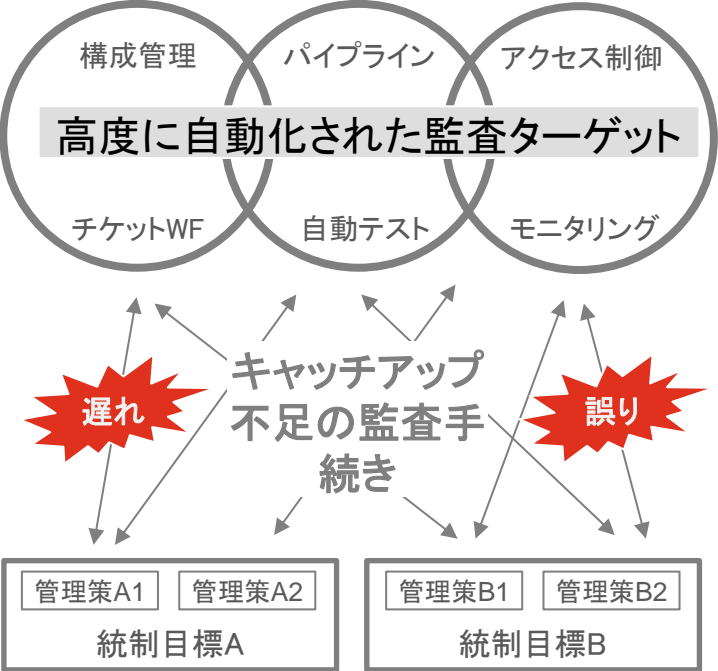 構成管理
パイプライン
アクセス制御
高度に自動化された監査ターゲット
チケットWF
自動テスト
モニタリング
キャッチアップ
不足の監査手
続き
遅れ
誤り
管理策A1
管理策A2
統制目標A
管理策B1
管理策B2
統制目標B